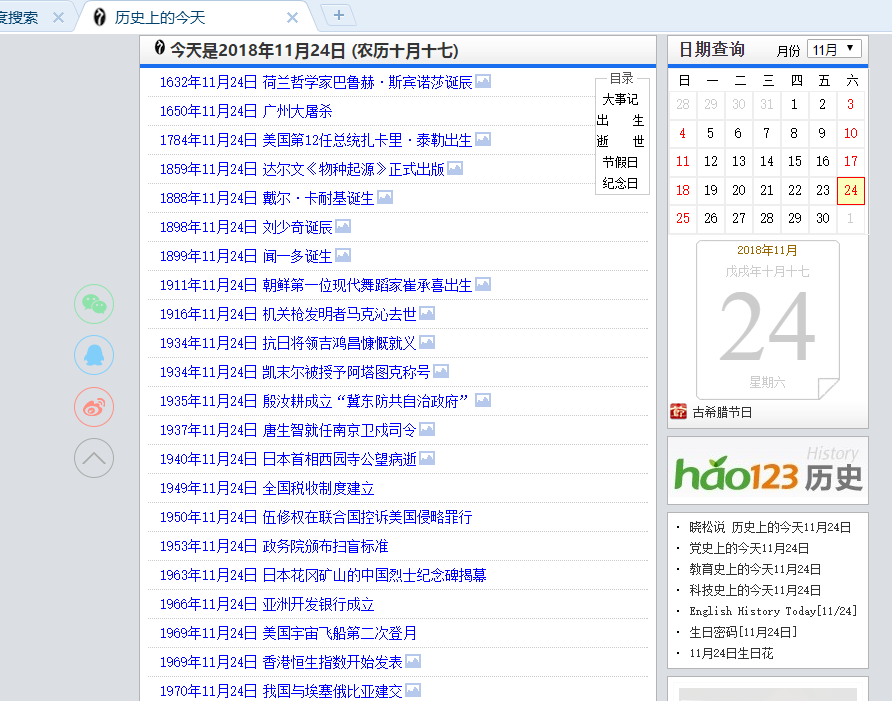 度搜索
历史上的今天
今天是2018年11月24日 (农历十月十七)
1632年11月24日 荷兰哲学家巴鲁赫·斯宾诺莎诞辰
1650年11月24日 广州大屠杀
1784年11月24日 美国第12任总统扎卡里·泰勒出生
1859年11月24日 达尔文《物种起源》正式出版
1888年11月24日 戴尔·卡耐基诞生
1898年11月24日 刘少奇诞辰
1899年11月24日 闻一多诞生
1911年11月24日 朝鲜第一位现代舞蹈家崔承喜出生
1916年11月24日 机关枪发明者马克沁去世
1934年11月24日 抗日将领吉鸿昌慷慨就义
1934年11月24日 凯末尔被授予阿塔图克称号
1935年11月24日 殷汝耕成立“冀东防共自治政府”
1937年11月24日 唐生智就任南京卫戍司令
1940年11月24日 日本首相西园寺公望病逝
1949年11月24日 全国税收制度建立
1950年11月24日 伍修权在联合国控诉美国侵略罪行
1953年11月24日 政务院颁布扫盲标准
1963年11月24日 日本花冈矿山的中国烈士纪念碑揭幕
1966年11月24日 亚洲开发银行成立
1969年11月24日 美国宇宙飞船第二次登月
1969年11月24日 香港恒生指数开始发表
1970年11月24日 我国与埃塞俄比亚建交
目录
大事记
出 生
逝 世
节假日
纪念日
日期查询 月份 11月
日 一 二 三 四 五 六
28 29 30 31 1 2 3
4 5 6 7 8 9 10
11 12 13 14 15 16 17
18 19 20 21 22 23 24
25 26 27 28 29 30 1
2018年11月
戊戌年十月十七
24
星期六
古希腊节日
History
hao123 历史
· 晓松说 历史上的今天11月24日
· 党史上的今天11月24日
· 教育史上的今天11月24日
· 科技史上的今天11月24日
· English History Today[11/24]
· 生日密码[11月24日]
· 11月24日生日花